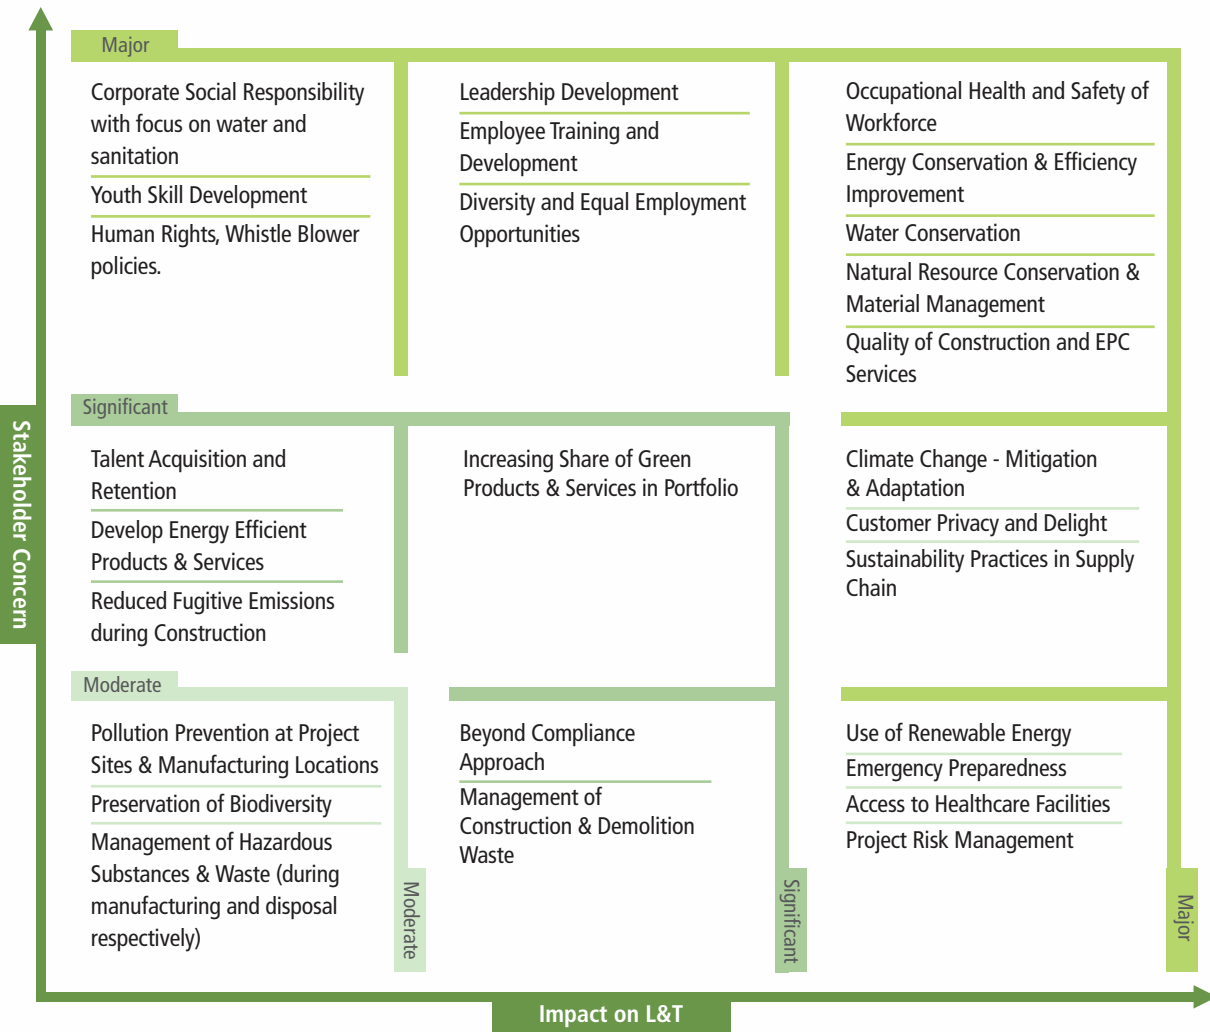 Major
Corporate Social Responsibility
with focus on water and
sanitation
Youth Skill Development
Human Rights, Whistle Blower
policies.
Leadership Development
Employee Training and
Development
Diversity and Equal Employment
Opportunities
Occupational Health and Safety of
Workforce
Energy Conservation & Efficiency
Improvement
Water Conservation
Natural Resource Conservation &
Material Management
Quality of Construction and EPC
Services
Stakeholder Concern
Significant
Talent Acquisition and
Retention
Develop Energy Efficient
Products & Services
Reduced Fugitive Emissions
during Construction
Increasing Share of Green
Products & Services in Portfolio
Climate Change - Mitigation
& Adaptation
Customer Privacy and Delight
Sustainability Practices in Supply
Chain
Moderate
Pollution Prevention at Project
Sites & Manufacturing Locations
Preservation of Biodiversity
Management of Hazardous
Substances & Waste (during
manufacturing and disposal
respectively)
Moderate
Beyond Compliance
Approach
Management of
Construction & Demolition
Waste
Significant
Use of Renewable Energy
Emergency Preparedness
Access to Healthcare Facilities
Project Risk Management
Major
Impact on L&T